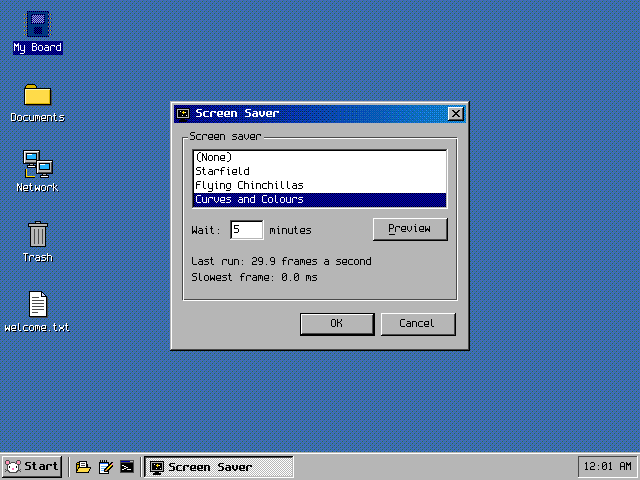 My Board
Documents
Network
Trash
welcome.txt
Screen Saver
Screen saver
(None)
Starfield
Flying Chinchillas
Curves and Colours
Wait: 5 minutes
Preview
Last run: 29.9 frames a second
Slowest frame: 0.0 ms
OK
Cancel
Start
Screen Saver
12:01 AM